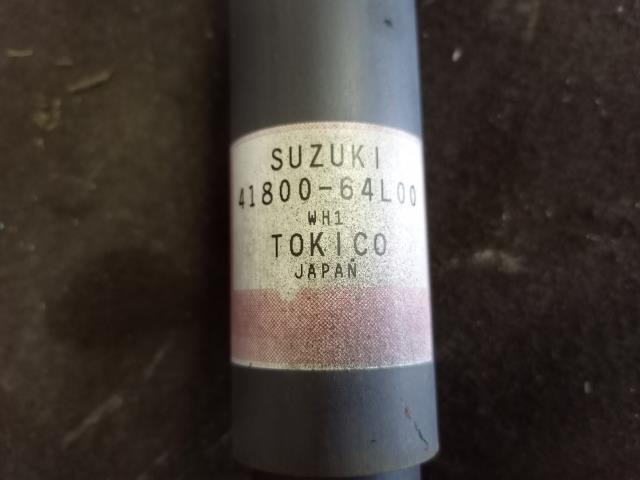 SUZUKI
41800-64L00
WH1
TOKICO
JAPAN